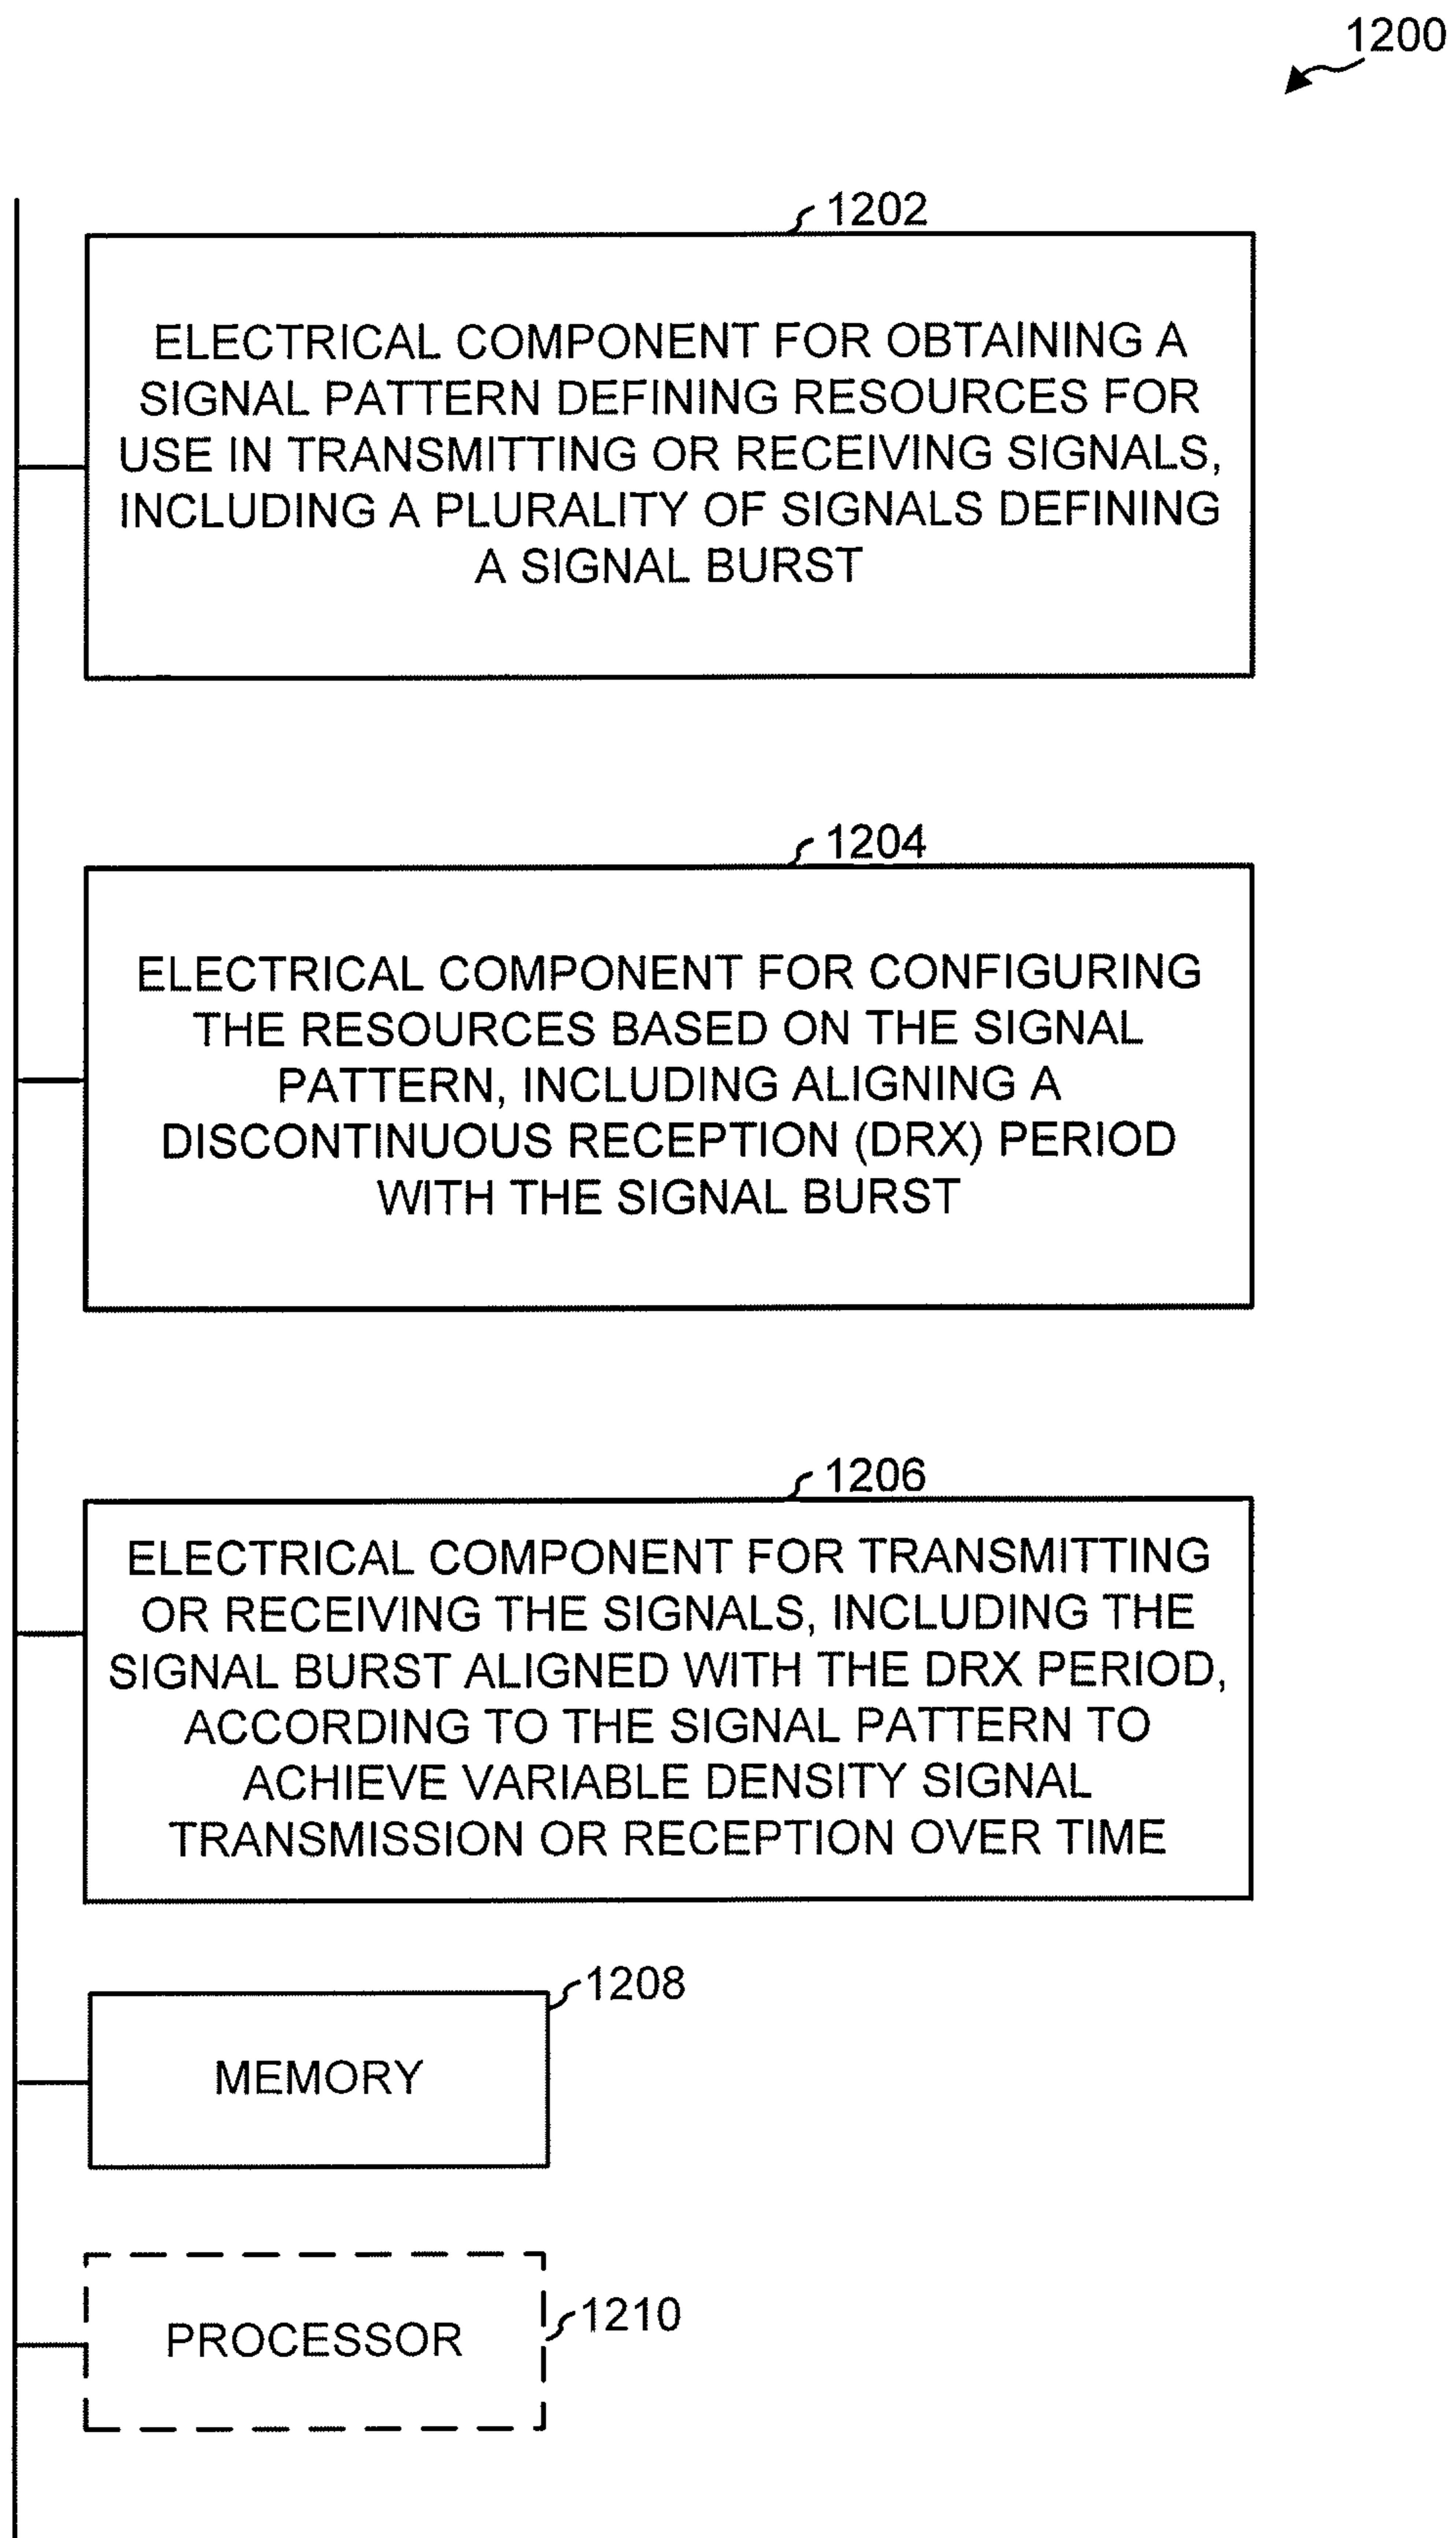 1200
1202
ELECTRICAL COMPONENT FOR OBTAINING A
SIGNAL PATTERN DEFINING RESOURCES FOR
USE IN TRANSMITTING OR RECEIVING SIGNALS,
INCLUDING A PLURALITY OF SIGNALS DEFINING
A SIGNAL BURST
1204
ELECTRICAL COMPONENT FOR CONFIGURING
THE RESOURCES BASED ON THE SIGNAL
PATTERN, INCLUDING ALIGNING A
DISCONTINUOUS RECEPTION (DRX) PERIOD
WITH THE SIGNAL BURST
1206
ELECTRICAL COMPONENT FOR TRANSMITTING
OR RECEIVING THE SIGNALS, INCLUDING THE
SIGNAL BURST ALIGNED WITH THE DRX PERIOD,
ACCORDING TO THE SIGNAL PATTERN TO
ACHIEVE VARIABLE DENSITY SIGNAL
TRANSMISSION OR RECEPTION OVER TIME
1208
MEMORY
1210
PROCESSOR